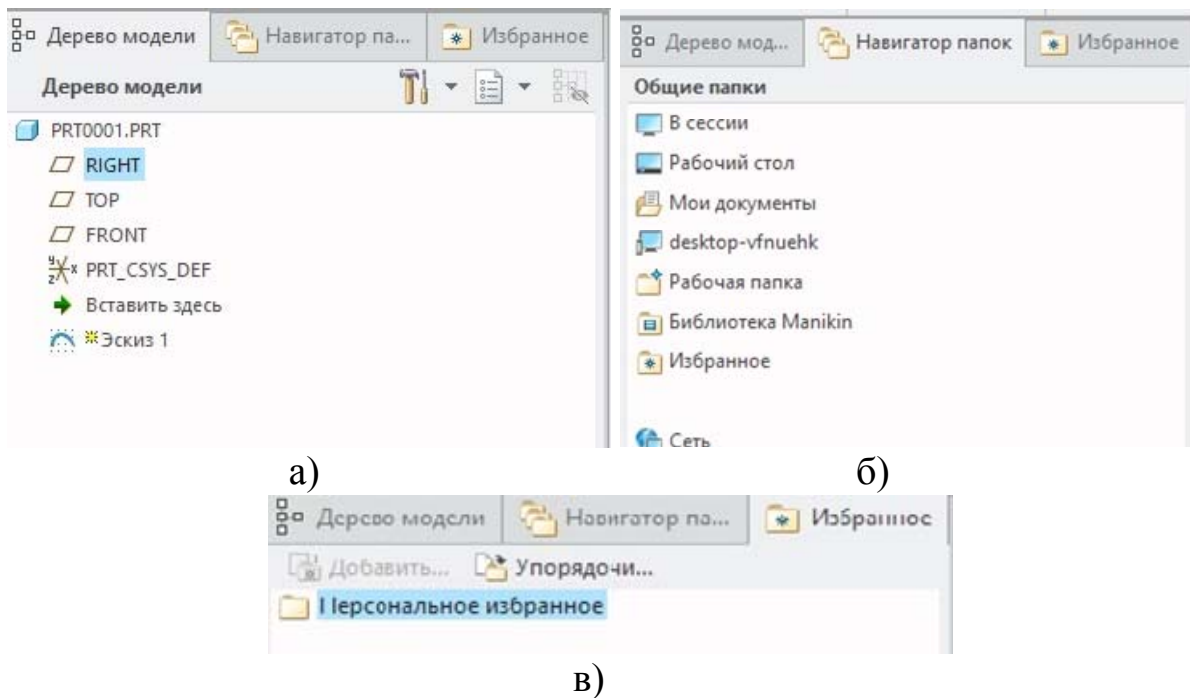 Дерево модели Навигатор па... Избранное
Дерево модели
PRT0001.PRT
RIGHT
TOP
FRONT
PRT_CSYS_DEF
Вставить здесь
Эскиз 1
а)
Дерево мод... Навигатор папок Избранное
Общие папки
В сессии
Рабочий стол
Мои документы
desktop-vfnuehk
Рабочая папка
Библиотека Manikin
Избранное
Сеть
б)
Дерево модели Навигатор па... Избранное
Добавить... Упорядочи...
Персональное избранное
в)